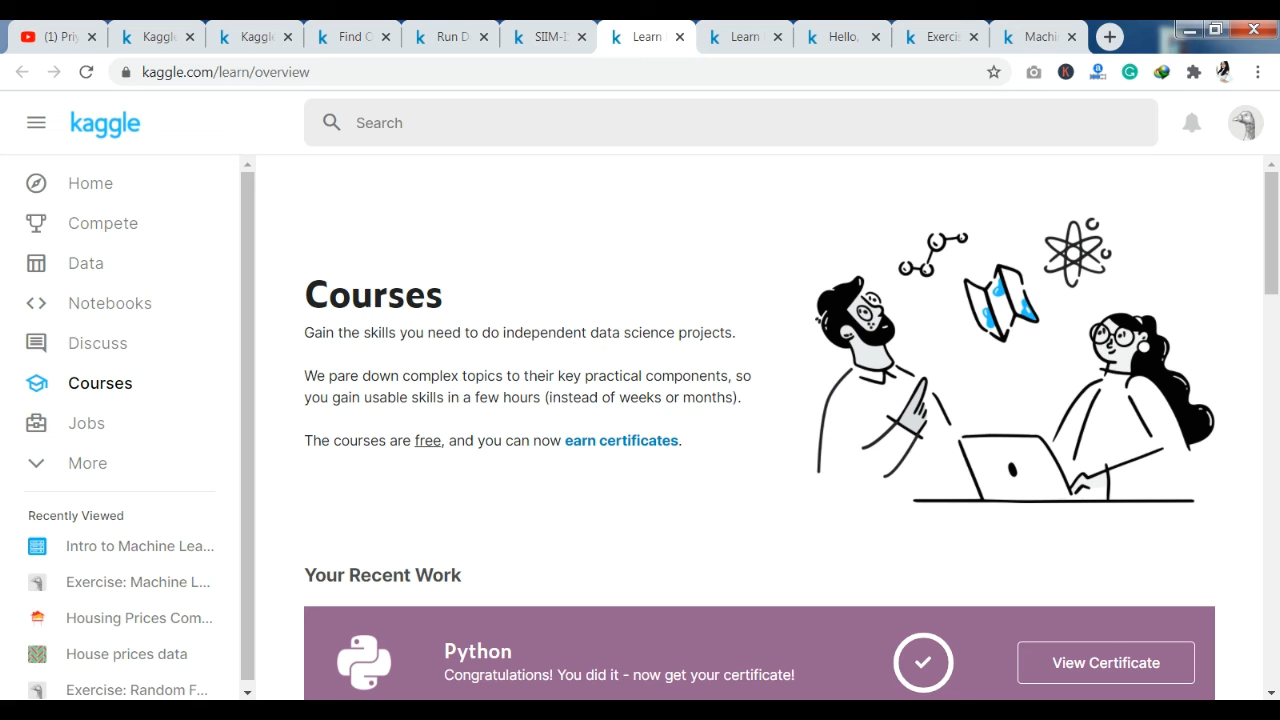 (1) Pri
Kaggle
Kaggle
Find C
Run D
SIIM-I
Learn
Learn
Hello,
Exerci
Machi
kaggle.com/learn/overview
kaggle
Search
Home
Compete
Data
Notebooks
Discuss
Courses
Jobs
More
Recently Viewed
Intro to Machine Lea...
Exercise: Machine L...
Housing Prices Com...
House prices data
Exercise: Random F...
Courses
Gain the skills you need to do independent data science projects.
We pare down complex topics to their key practical components, so
you gain usable skills in a few hours (instead of weeks or months).
The courses are free, and you can now earn certificates.
Your Recent Work
Python
Congratulations! You did it - now get your certificate!
View Certificate